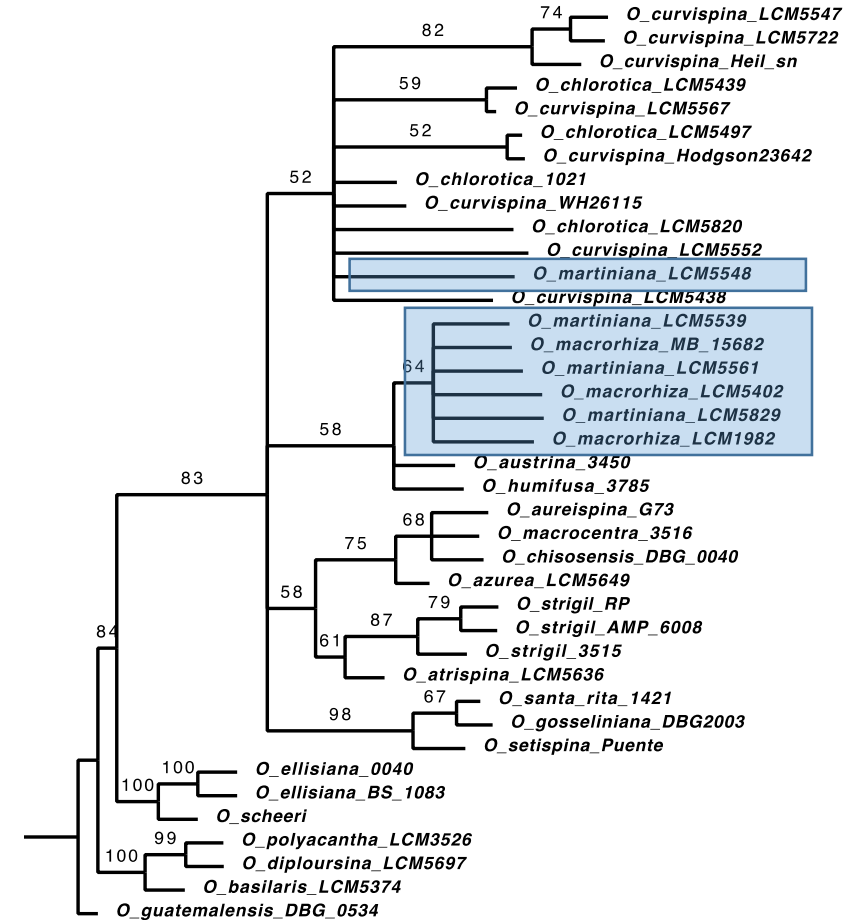 74
O_curvispina_LCM5547
82
O_curvispina_LCM5722
O_curvispina_Heil_sn
59
O_chlorotica_LCM5439
O_curvispina_LCM5567
52
O_chlorotica_LCM5497
O_curvispina_Hodgson23642
52
O_chlorotica_1021
O_curvispina_WH26115
O_chlorotica_LCM5820
O_curvispina_LCM5552
O_martiniana_LCM5548
O_curvispina_LCM5438
O_martiniana_LCM5539
O_macrorhiza_MB_15682
64
O_martiniana_LCM5561
O_macrorhiza_LCM5402
O_martiniana_LCM5829
58
O_macrorhiza_LCM1982
O_austrina_3450
83
O_humifusa_3785
O_aureispina_G73
68
O_macrocentra_3516
75
O_chisosensis_DBG_0040
O_azurea_LCM5649
58
79
O_strigil_RP
87
O_strigil_AMP_6008
84
61
O_strigil_3515
O_atrispina_LCM5636
67
O_santa_rita_1421
98
O_gosseliniana_DBG2003
O_setispina_Puente
100
O_ellisiana_0040
100
O_ellisiana_BS_1083
O_scheeri
99
O_polyacantha_LCM3526
100
O_diploursina_LCM5697
O_basilaris_LCM5374
O_guatemalensis_DBG_0534